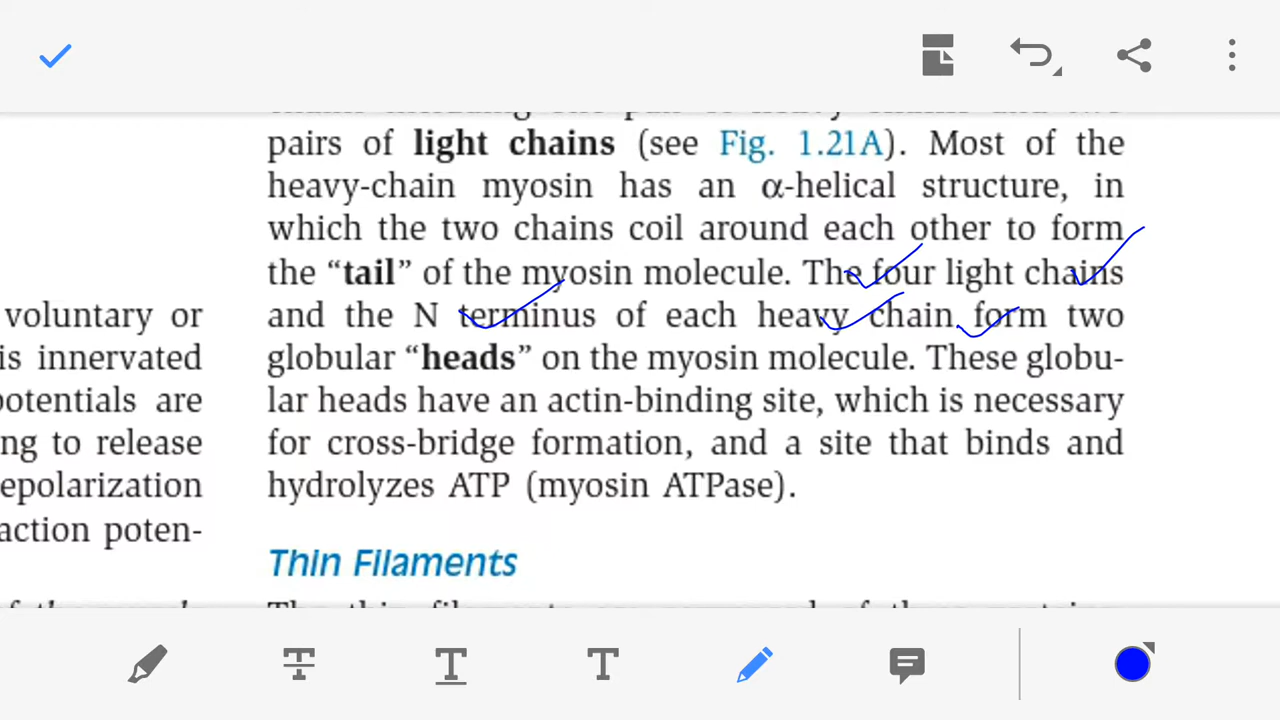 pairs of light chains (see Fig. 1.21A). Most of the
heavy-chain myosin has an α-helical structure, in
which the two chains coil around each other to form
the “tail” of the myosin molecule. The four light chains
and the N terminus of each heavy chain form two
globular “heads” on the myosin molecule. These globu-
lar heads have an actin-binding site, which is necessary
for cross-bridge formation, and a site that binds and
hydrolyzes ATP (myosin ATPase).
Thin Filaments
voluntary or
is innervated
potentials are
ng to release
epolarization
action poten-